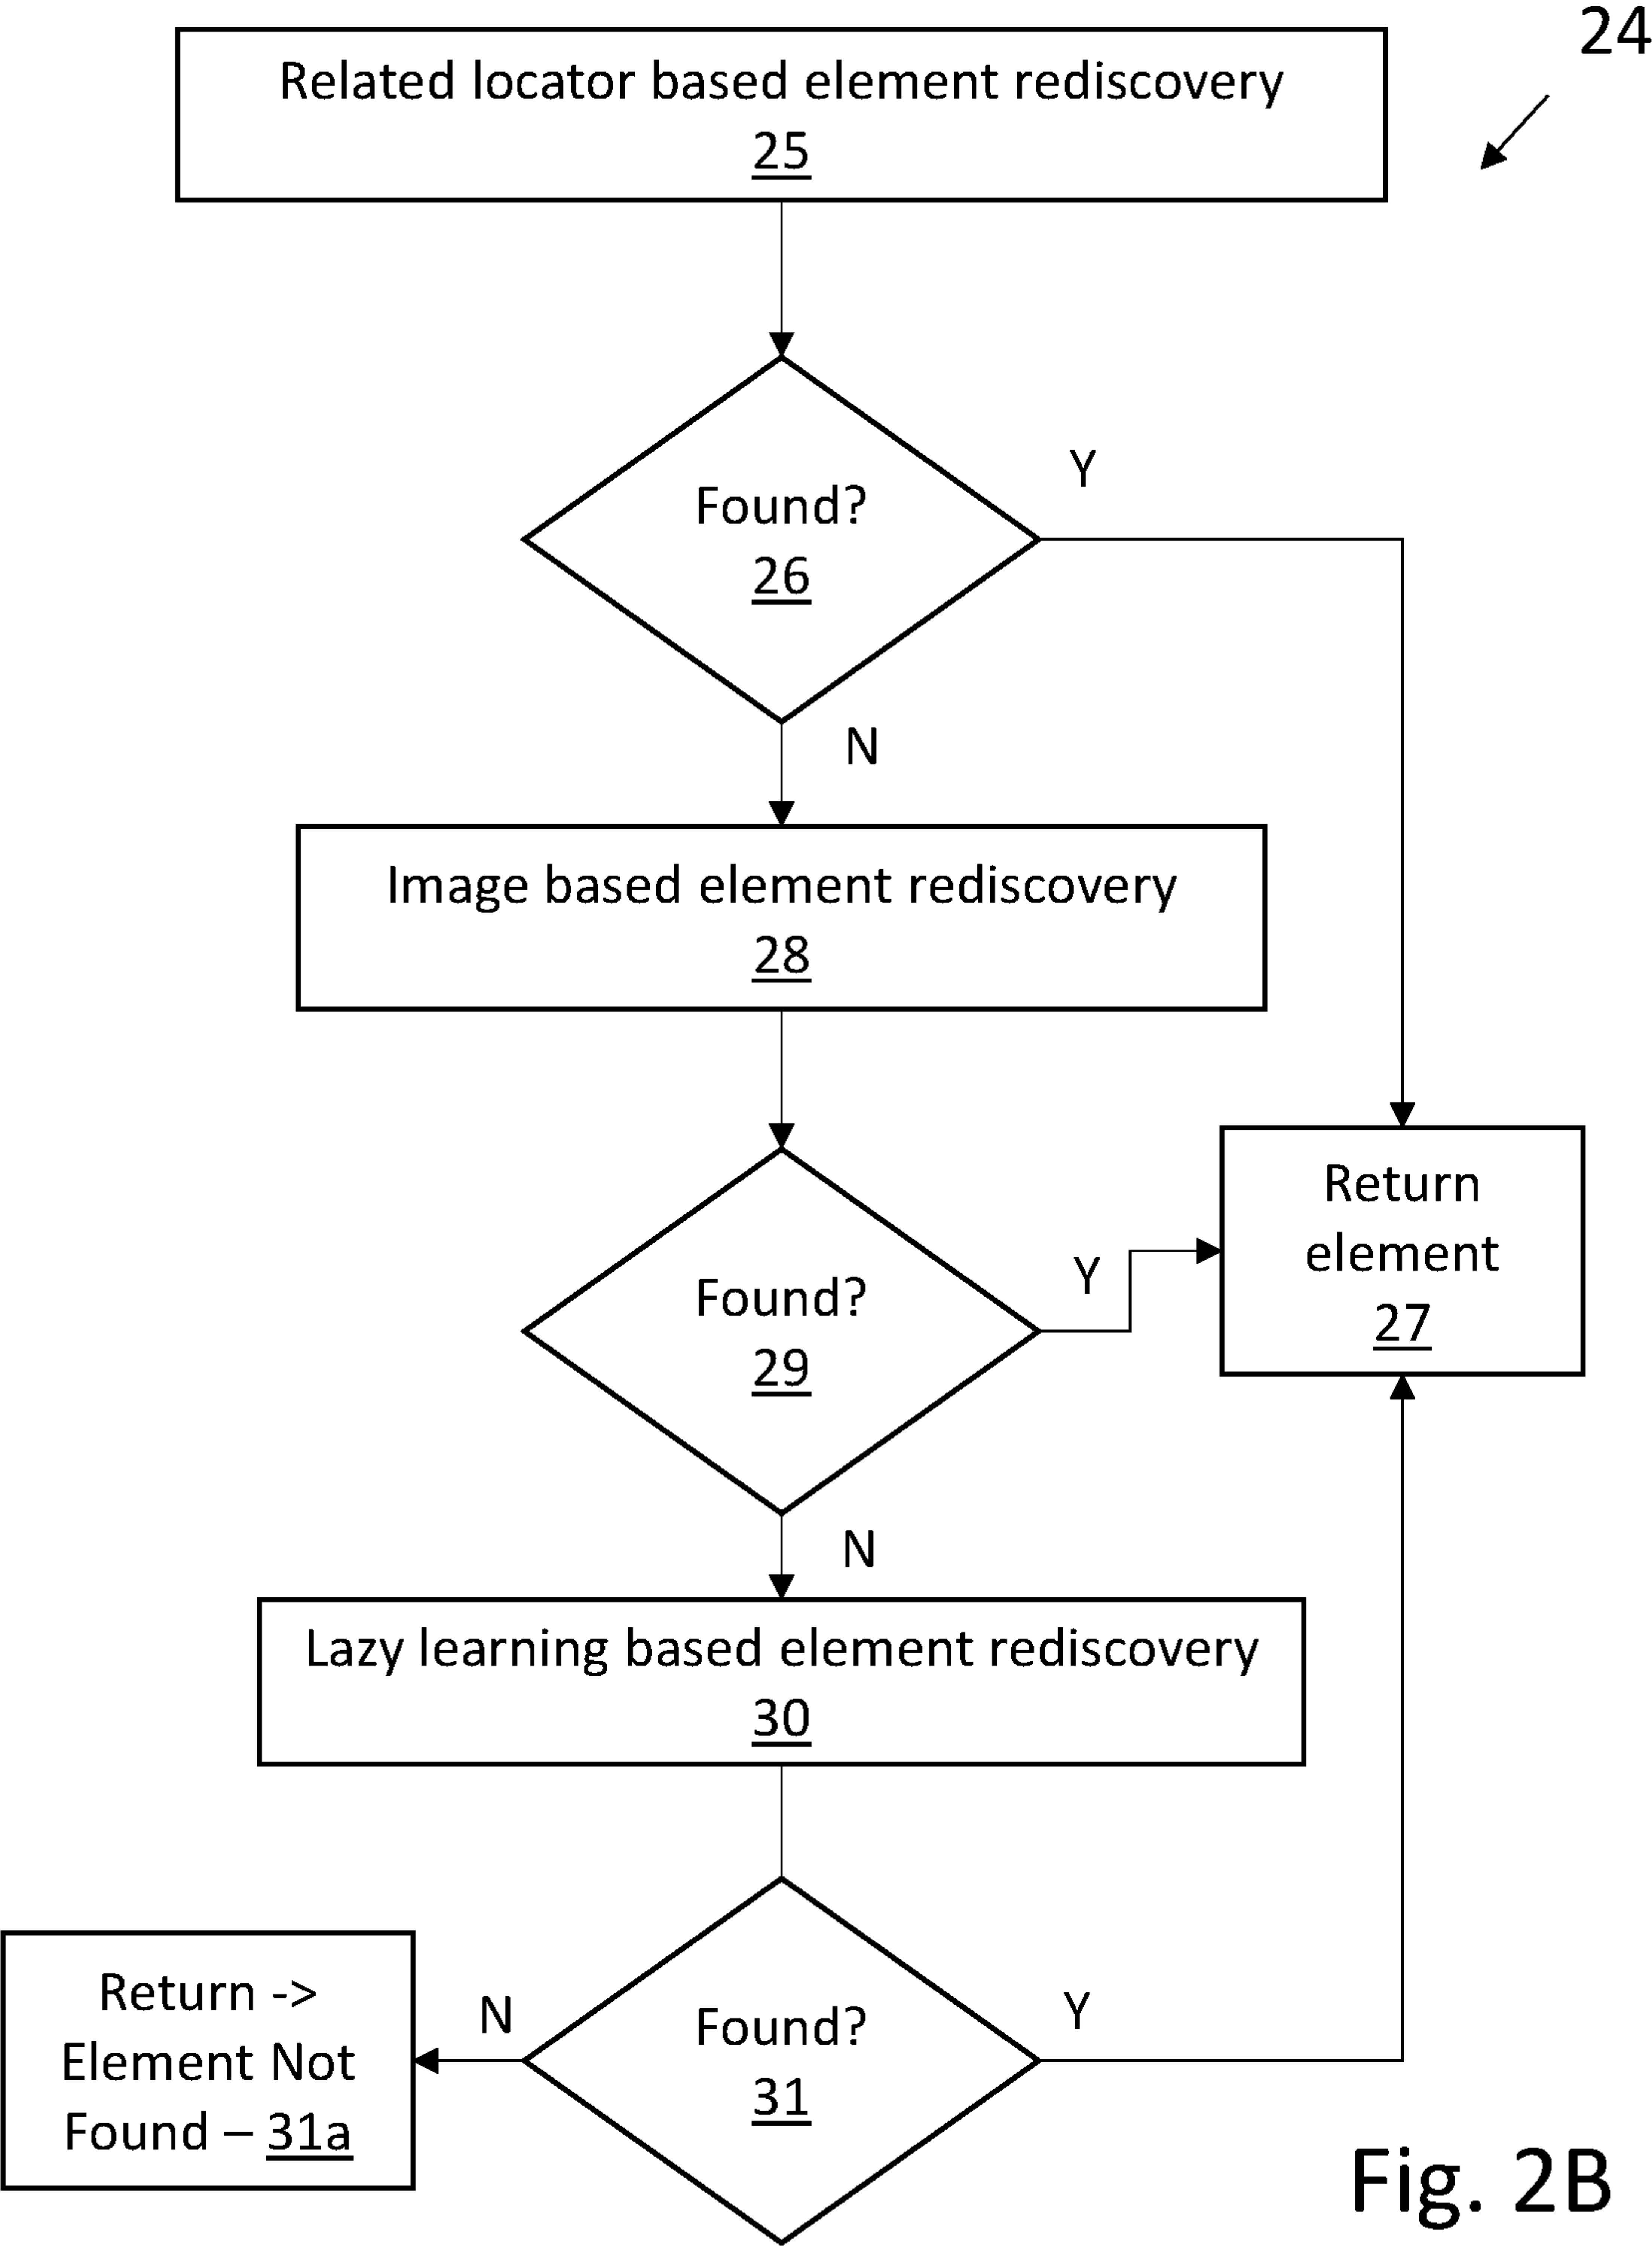 24
Related locator based element rediscovery
25
Found?
26
Y
N
Image based element rediscovery
28
Found?
29
Y
Return
element
27
N
Lazy learning based element rediscovery
30
Found?
31
Y
N
Return ->
Element Not
Found – 31a
Fig. 2B